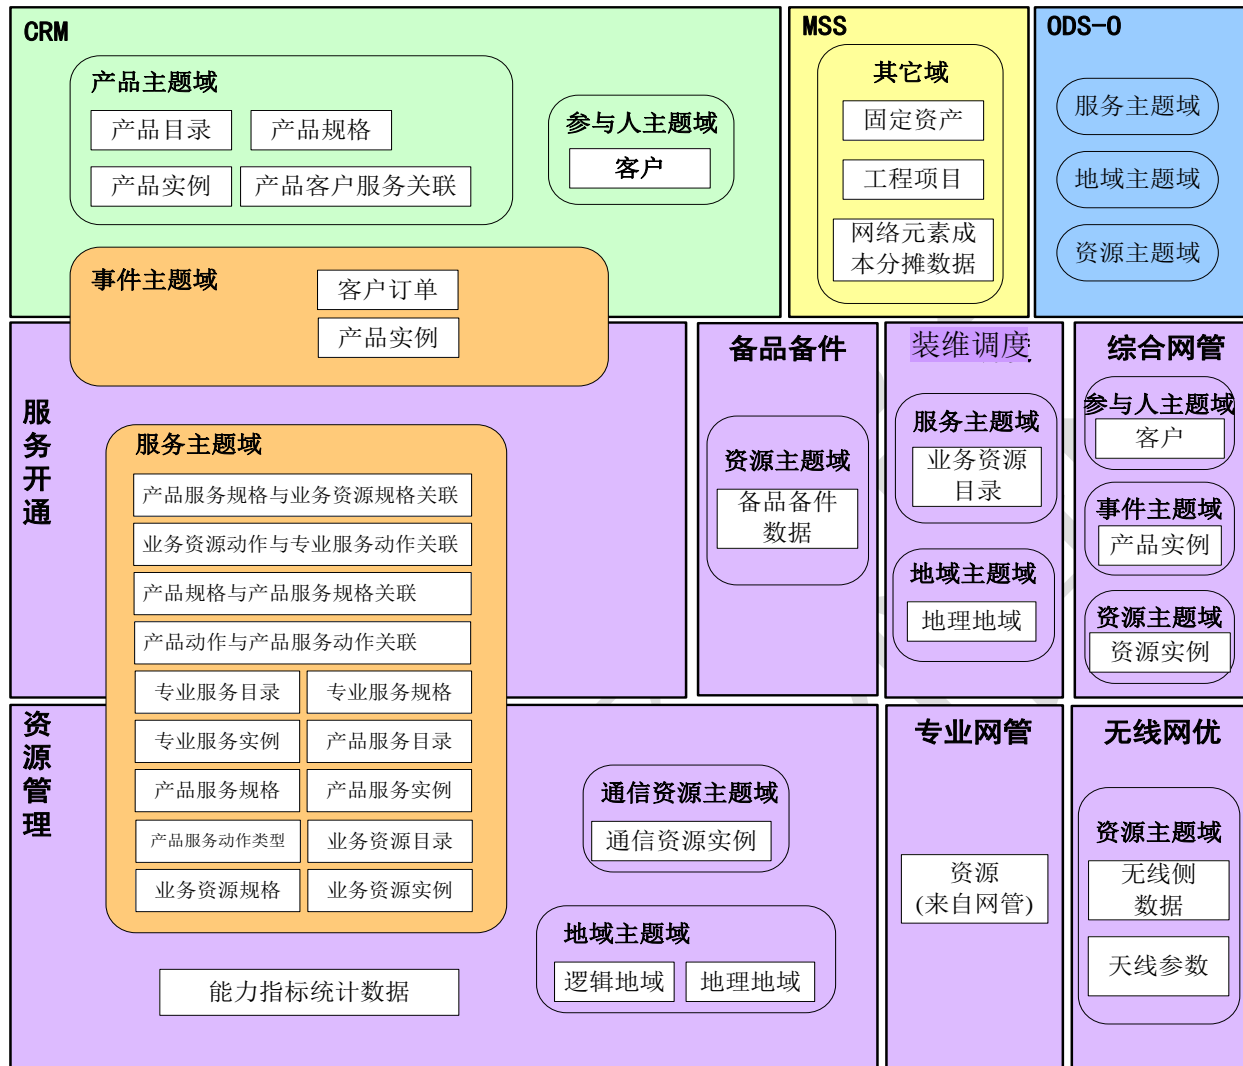 CRM
产品主题域
产品目录
产品规格
产品实例
产品客户服务关联
参与人主题域
客户
MSS
其它域
固定资产
工程项目
网络元素成
本分摊数据
ODS-O
服务主题域
地域主题域
资源主题域
事件主题域
客户订单
产品实例
服务开通
服务主题域
产品服务规格与业务资源规格关联
业务资源动作与专业服务动作关联
产品规格与产品服务规格关联
产品动作与产品服务动作关联
专业服务目录
专业服务规格
专业服务实例
产品服务目录
产品服务规格
产品服务实例
产品服务动作类型
业务资源目录
业务资源规格
业务资源实例
备品备件
资源主题域
备品备件
数据
装维调度
服务主题域
业务资源
目录
地域主题域
地理地域
综合网管
参与人主题域
客户
事件主题域
产品实例
资源主题域
资源实例
资源管理
通信资源主题域
通信资源实例
地域主题域
逻辑地域
地理地域
能力指标统计数据
专业网管
资源
(来自网管)
无线网优
资源主题域
无线侧
数据
天线参数